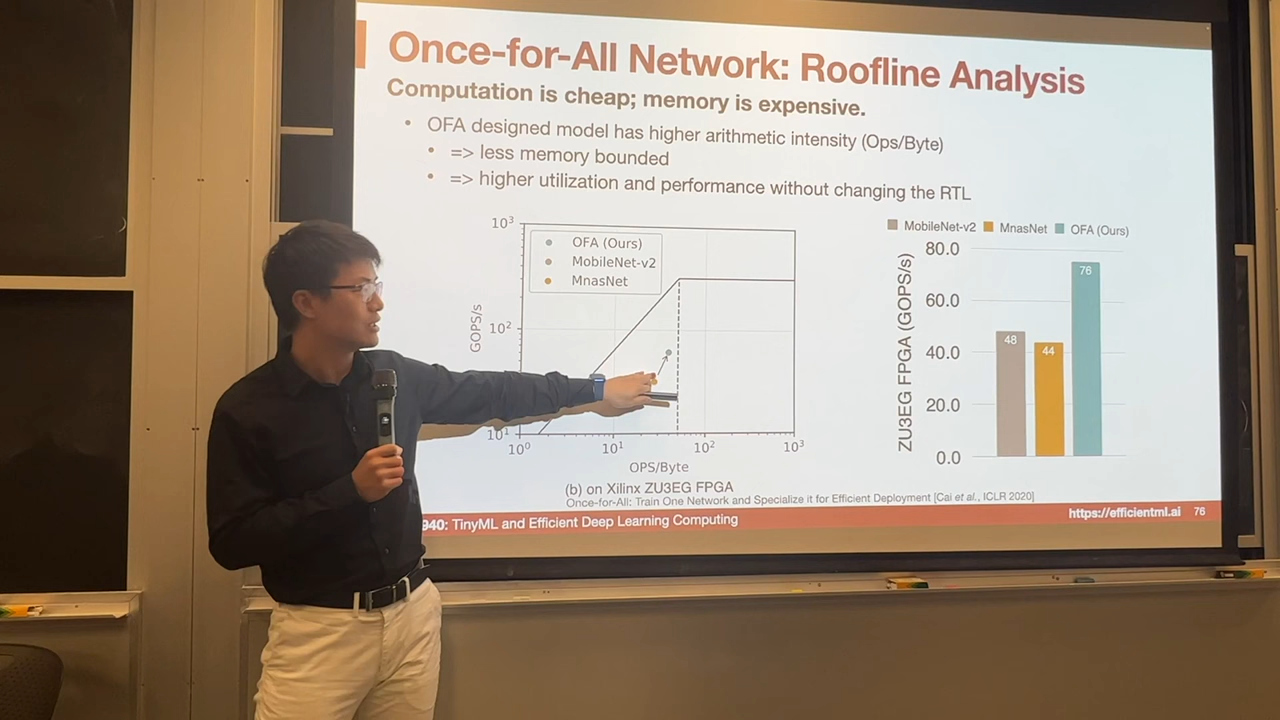 Once-for-All Network: Roofline Analysis
Computation is cheap; memory is expensive.
• OFA designed model has higher arithmetic intensity (Ops/Byte)
• => less memory bounded
• => higher utilization and performance without changing the RTL
10³
OFA (Ours)
MobileNet-v2
MnasNet
GOPS/s
10²
10¹
10⁰
10¹
10²
10³
OPS/Byte
(b) on Xilinx ZU3EG FPGA
MobileNet-v2 MnasNet OFA (Ours)
ZU3EG FPGA (GOPS/s)
80.0
60.0
40.0
20.0
0.0
48
44
76
Once-for-All: Train One Network and Specialize it for Efficient Deployment [Cai et al., ICLR 2020]
940: TinyML and Efficient Deep Learning Computing
https://efficientml.ai 76